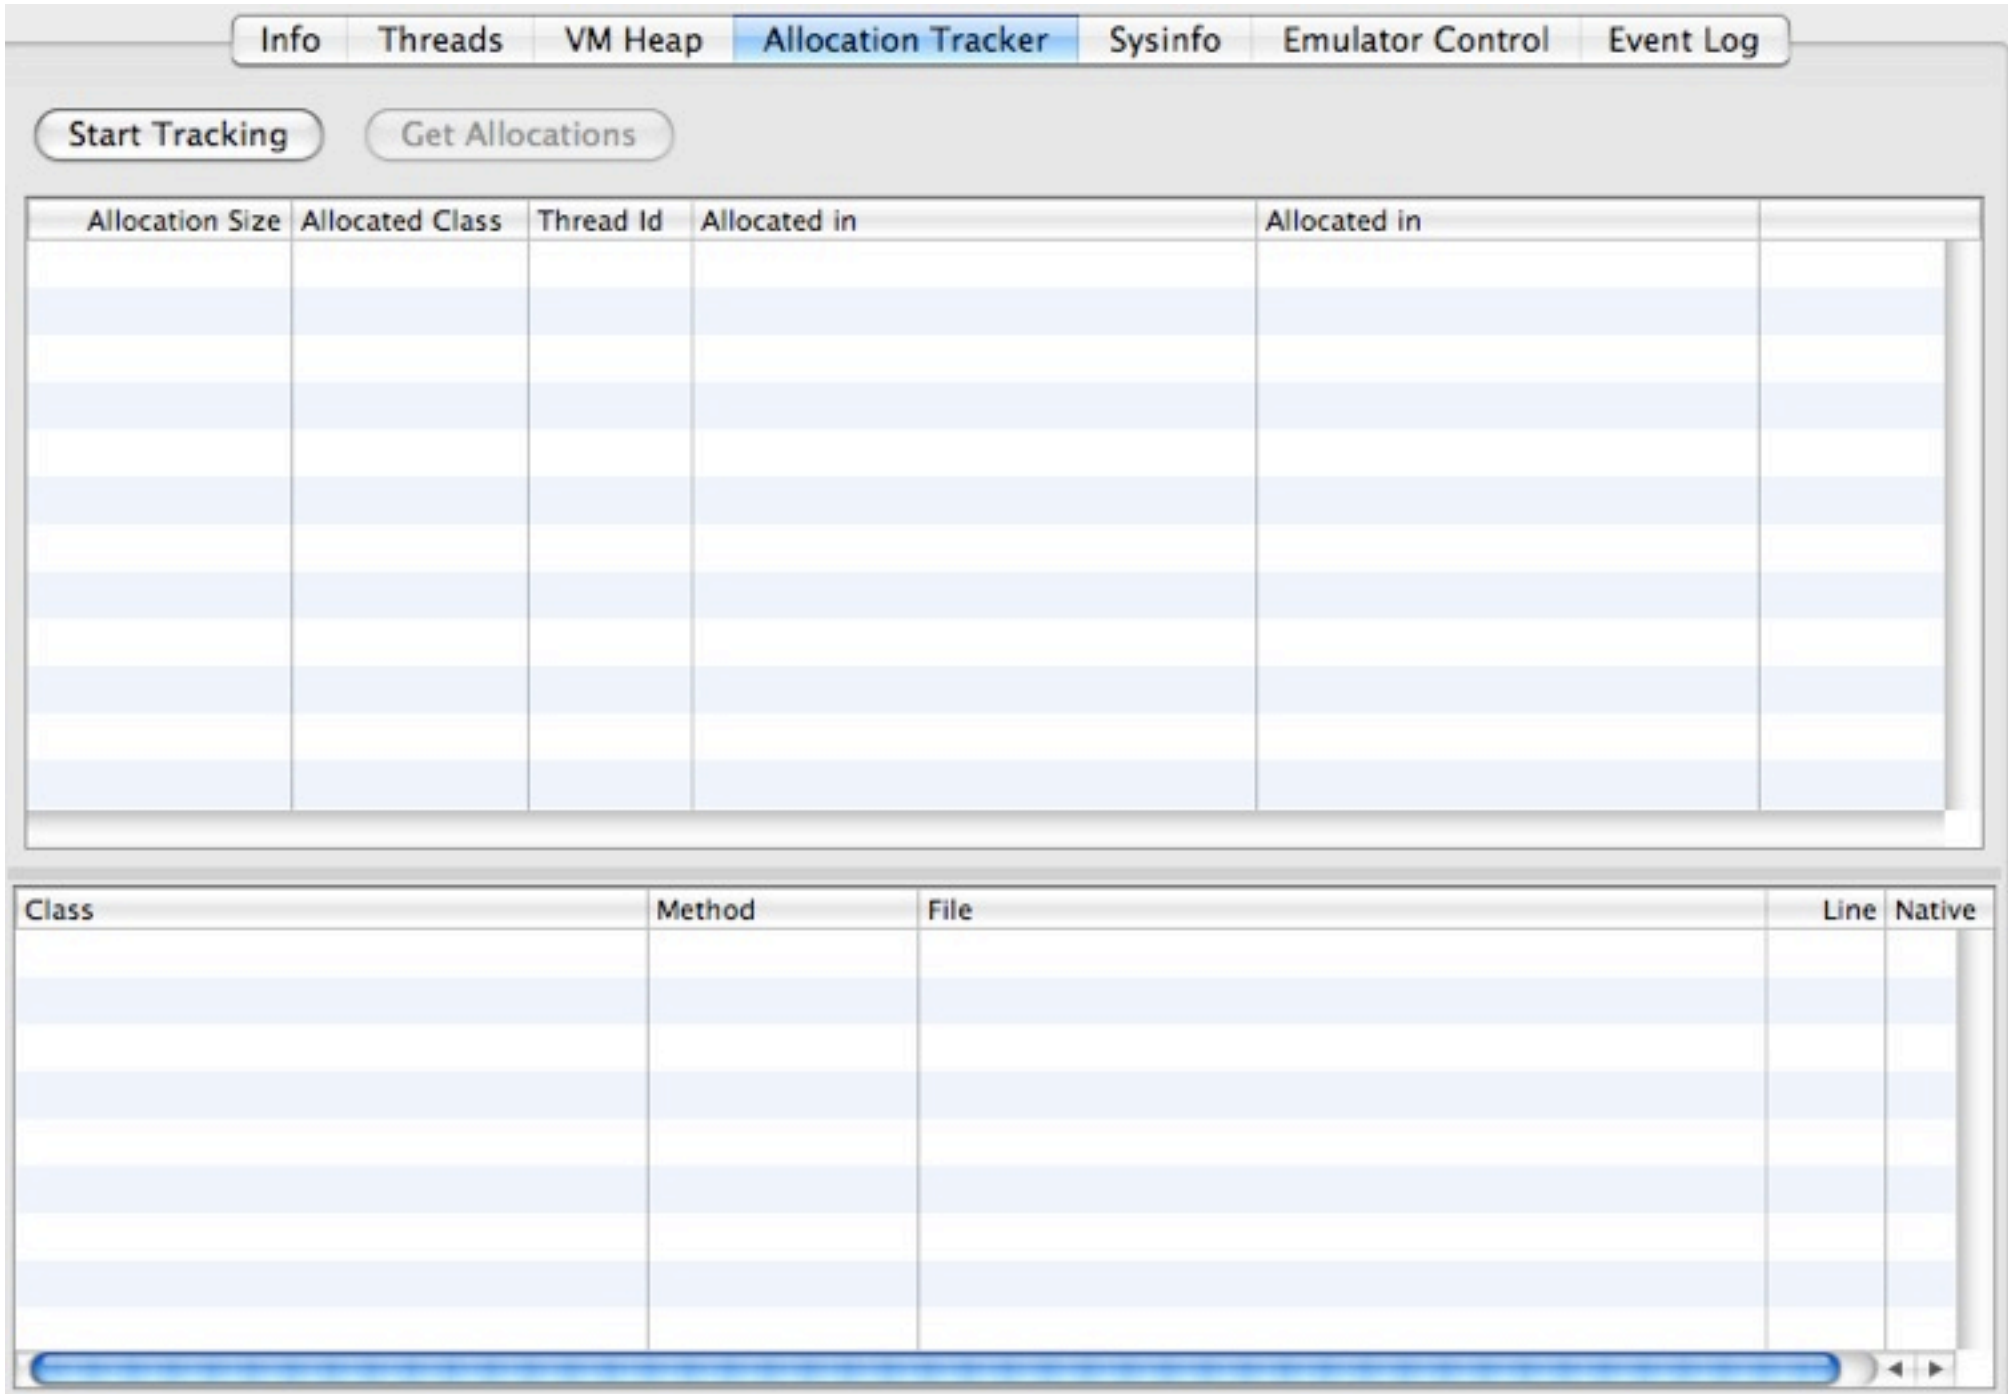 Info Threads VM Heap Allocation Tracker Sysinfo Emulator Control Event Log
Start Tracking Get Allocations
Allocation Size Allocated Class Thread Id Allocated in Allocated in
Class Method File Line Native